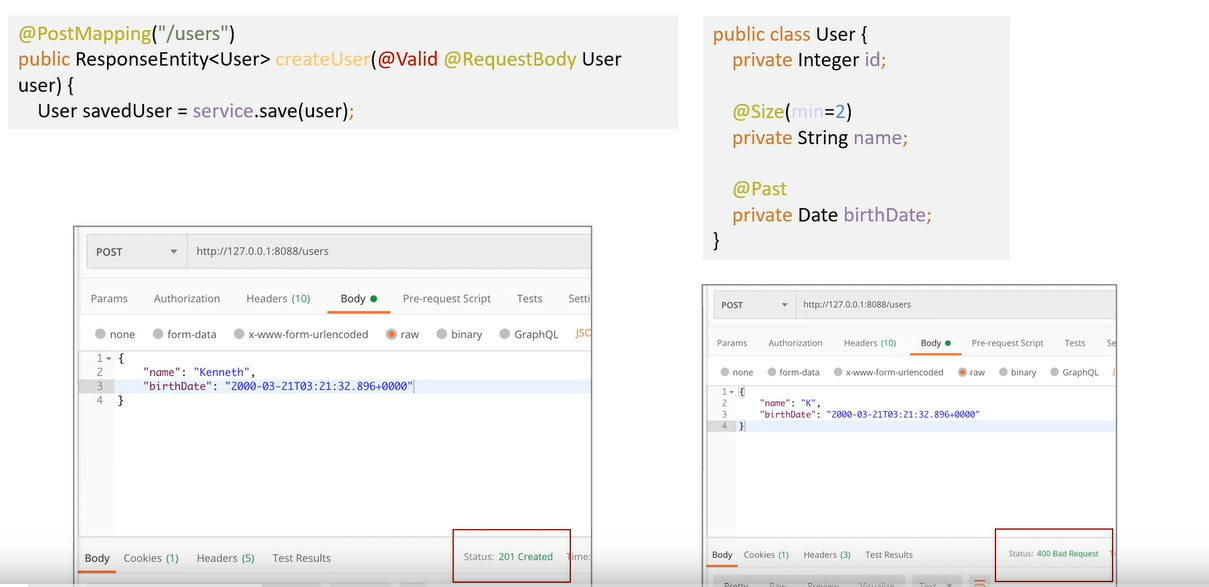 @PostMapping("/users")
public ResponseEntity<User> createUser(@Valid @RequestBody User
user) {
User savedUser = service.save(user);
public class User {
private Integer id;
@Size(min=2)
private String name;
@Past
private Date birthDate;
}
POST http://127.0.0.1:8088/users
Params Authorization Headers (10) Body Pre-request Script Tests Setti
none form-data x-www-form-urlencoded raw binary GraphQL JSO
1 {
2 "name": "Kenneth",
3 "birthDate": "2000-03-21T03:21:32.896+0000"
4 }
Body Cookies (1) Headers (5) Test Results Status: 201 Created Time:
POST http://127.0.0.1:8088/users
Params Authorization Headers (10) Body Pre-request Script Tests Se
none form-data x-www-form-urlencoded raw binary GraphQL
1 {
2 "name": "K",
3 "birthDate": "2000-03-21T03:21:32.896+0000"
4 }
Body Cookies (1) Headers (3) Test Results Status: 400 Bad Request
Pretty Raw Preview Visualize Text